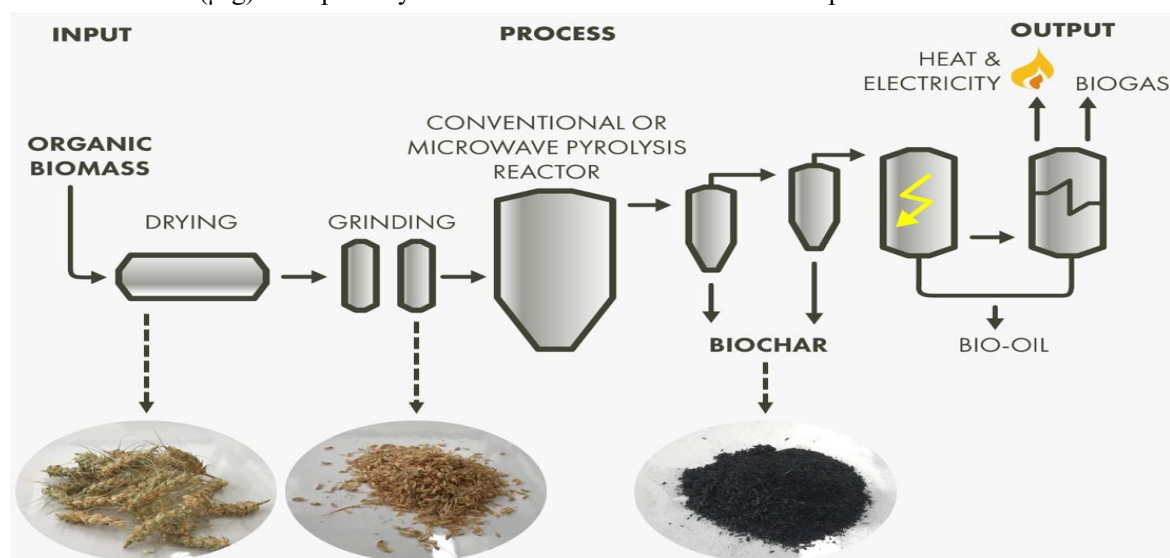 INPUT
PROCESS
OUTPUT
HEAT &
ELECTRICITY
BIOGAS
ORGANIC
BIOMASS
CONVENTIONAL OR
MICROWAVE PYROLYSIS
REACTOR
DRYING
GRINDING
BIOCHAR
BIO-OIL